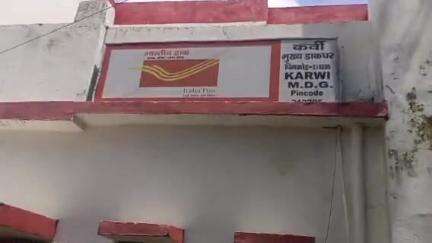 भारतीय डाक
India Post
कर्वी
मुख्य डाकघर
KARWI
M.D.G.
Pincode